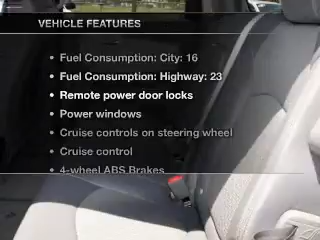 VEHICLE FEATURES
• Fuel Consumption: City: 16
• Fuel Consumption: Highway: 23
• Remote power door locks
• Power windows
• Cruise controls on steering wheel
• Cruise control
• 4-wheel ABS Brakes